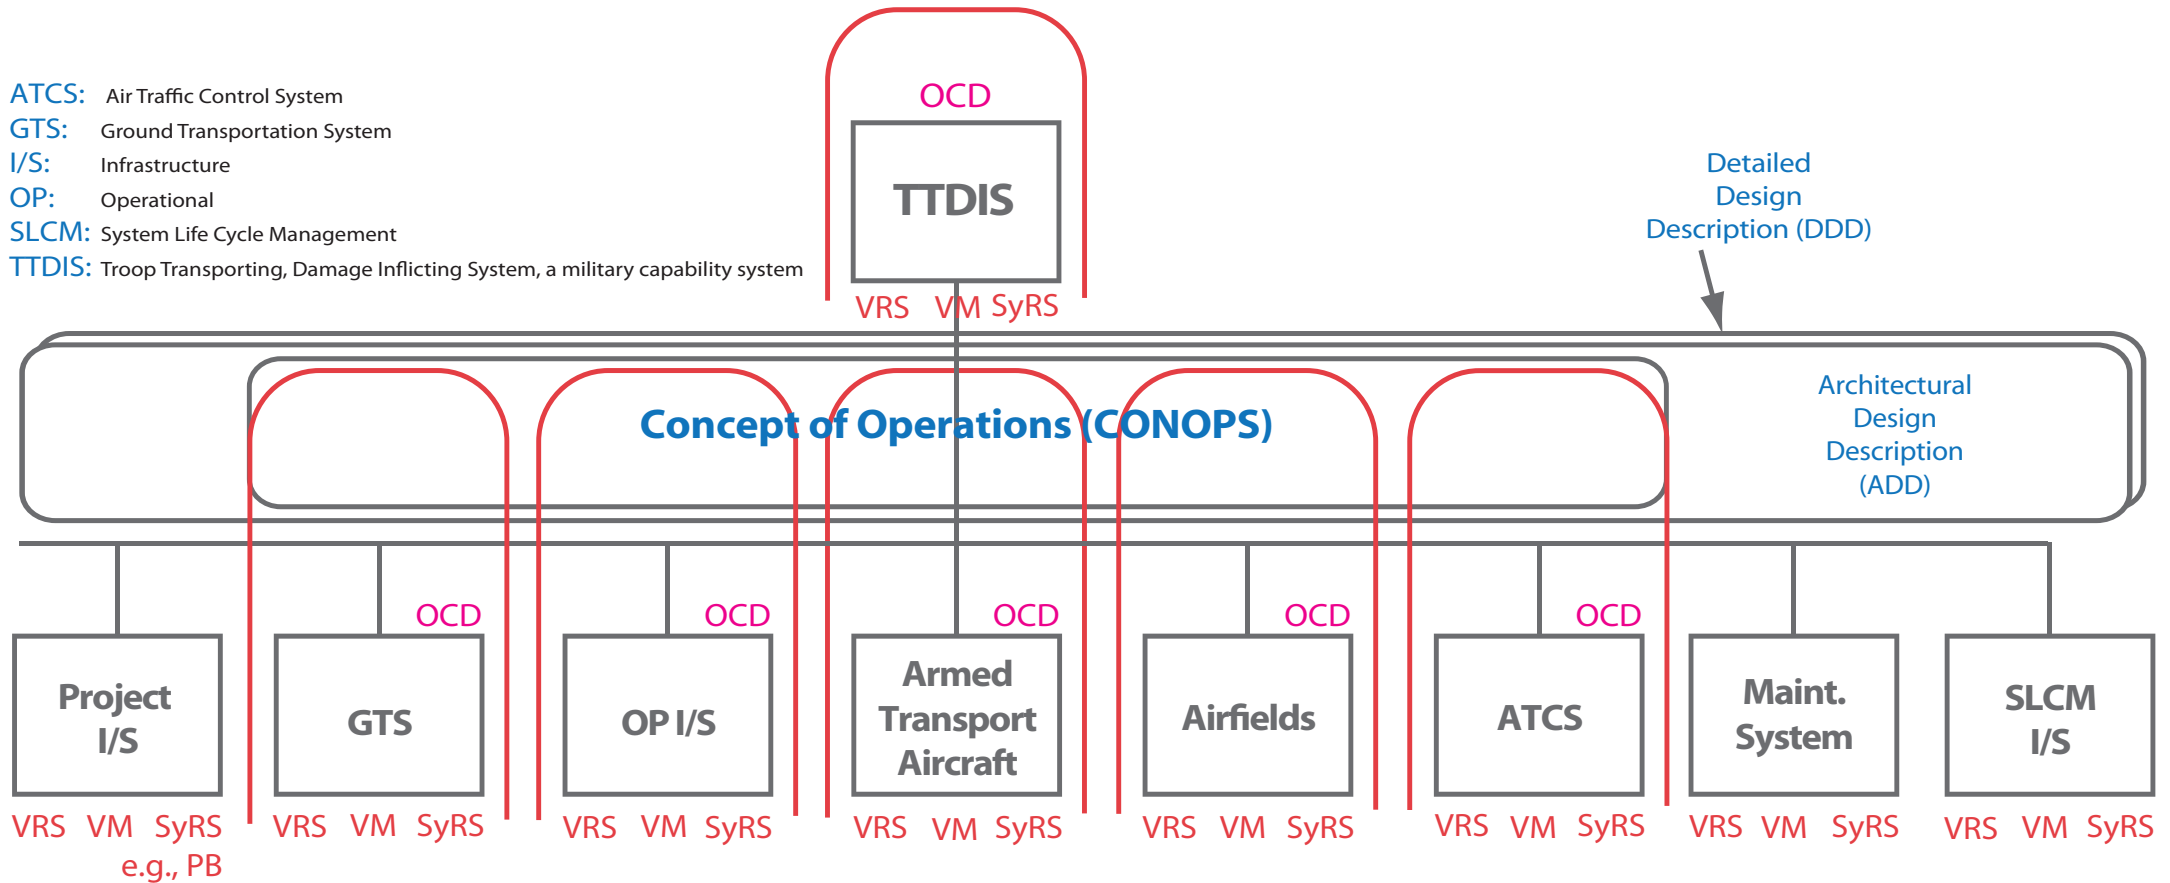 ATCS: Air Traffic Control System
GTS: Ground Transportation System
I/S: Infrastructure
OP: Operational
SLCM: System Life Cycle Management
TTDIS: Troop Transporting, Damage Inflicting System, a military capability system
OCD
TTDIS
VRS VM SyRS
Detailed
Design
Description (DDD)
Concept of Operations (CONOPS)
Architectural
Design
Description
(ADD)
Project
I/S
VRS VM SyRS
e.g., PB
OCD
GTS
VRS VM SyRS
OCD
OP I/S
VRS VM SyRS
OCD
Armed
Transport
Aircraft
VRS VM SyRS
OCD
Airfields
VRS VM SyRS
OCD
ATCS
VRS VM SyRS
Maint.
System
VRS VM SyRS
SLCM
I/S
VRS VM SyRS